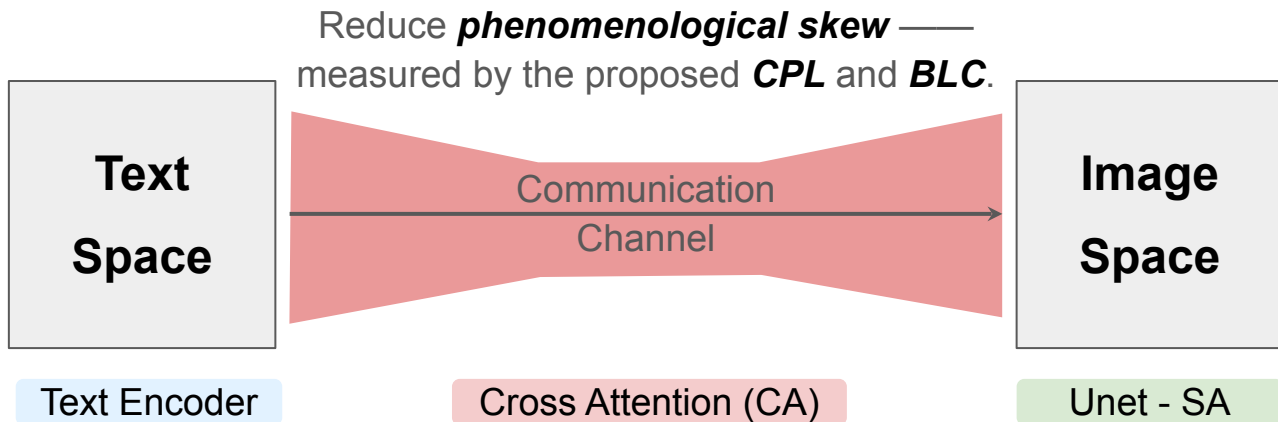 Reduce phenomenological skew ——
measured by the proposed CPL and BLC.
Text
Space
Communication
Channel
Image
Space
Text Encoder
Cross Attention (CA)
Unet - SA